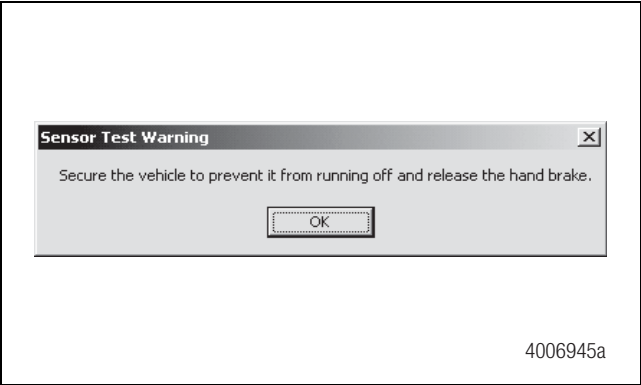 Sensor Test Warning
Secure the vehicle to prevent it from running off and release the hand brake.
OK
4006945a